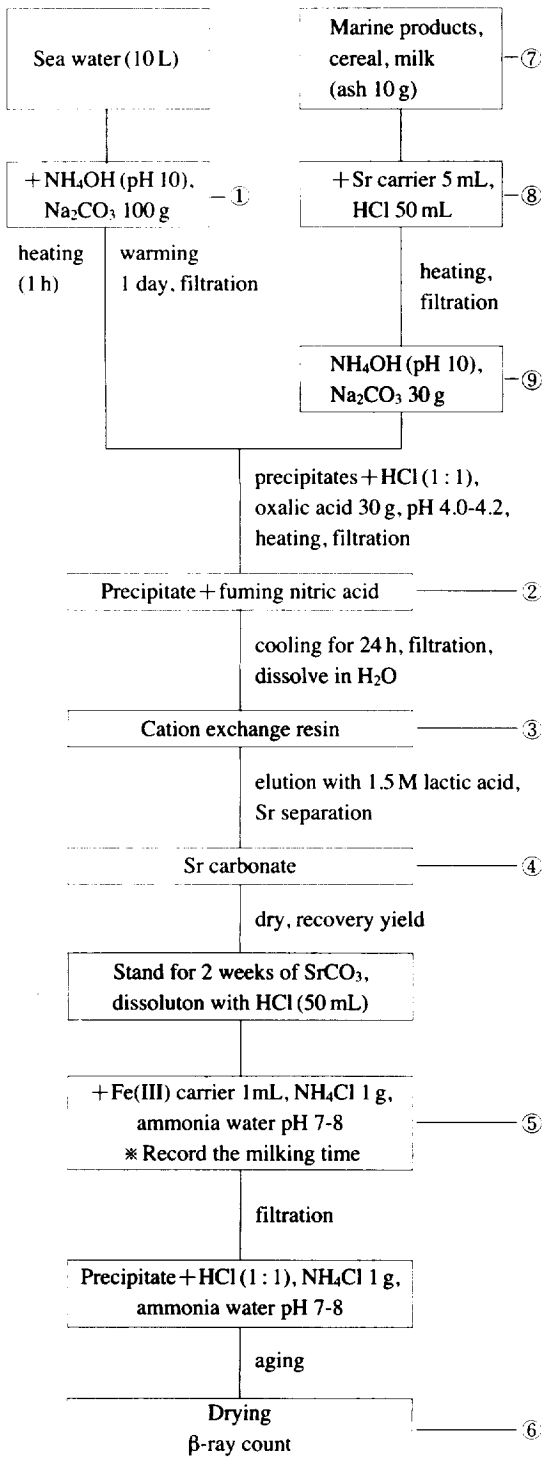 Sea water (10 L)
Marine products,
cereal, milk
(ash 10 g)
⑦
+NH₄OH (pH 10),
Na₂CO₃ 100 g
①
+Sr carrier 5 mL,
HCl 50 mL
⑧
heating
(1 h)
warming
1 day, filtration
heating,
filtration
NH₄OH (pH 10),
Na₂CO₃ 30 g
⑨
precipitates+HCl (1 : 1),
oxalic acid 30 g, pH 4.0-4.2,
heating, filtration
Precipitate+fuming nitric acid
②
cooling for 24 h, filtration,
dissolve in H₂O
Cation exchange resin
③
elution with 1.5 M lactic acid,
Sr separation
Sr carbonate
④
dry, recovery yield
Stand for 2 weeks of SrCO₃,
dissoluton with HCl (50 mL)
+Fe(III) carrier 1mL, NH₄Cl 1 g,
ammonia water pH 7-8
※ Record the milking time
⑤
filtration
Precipitate+HCl (1 : 1), NH₄Cl 1 g,
ammonia water pH 7-8
aging
Drying
β-ray count
⑥